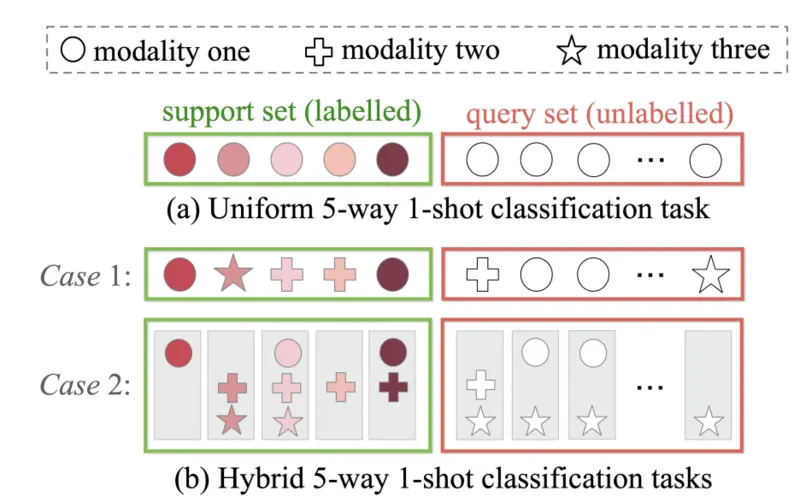 modality one modality two modality three
support set (labelled) query set (unlabelled)
(a) Uniform 5-way 1-shot classification task
Case 1:
Case 2:
(b) Hybrid 5-way 1-shot classification tasks